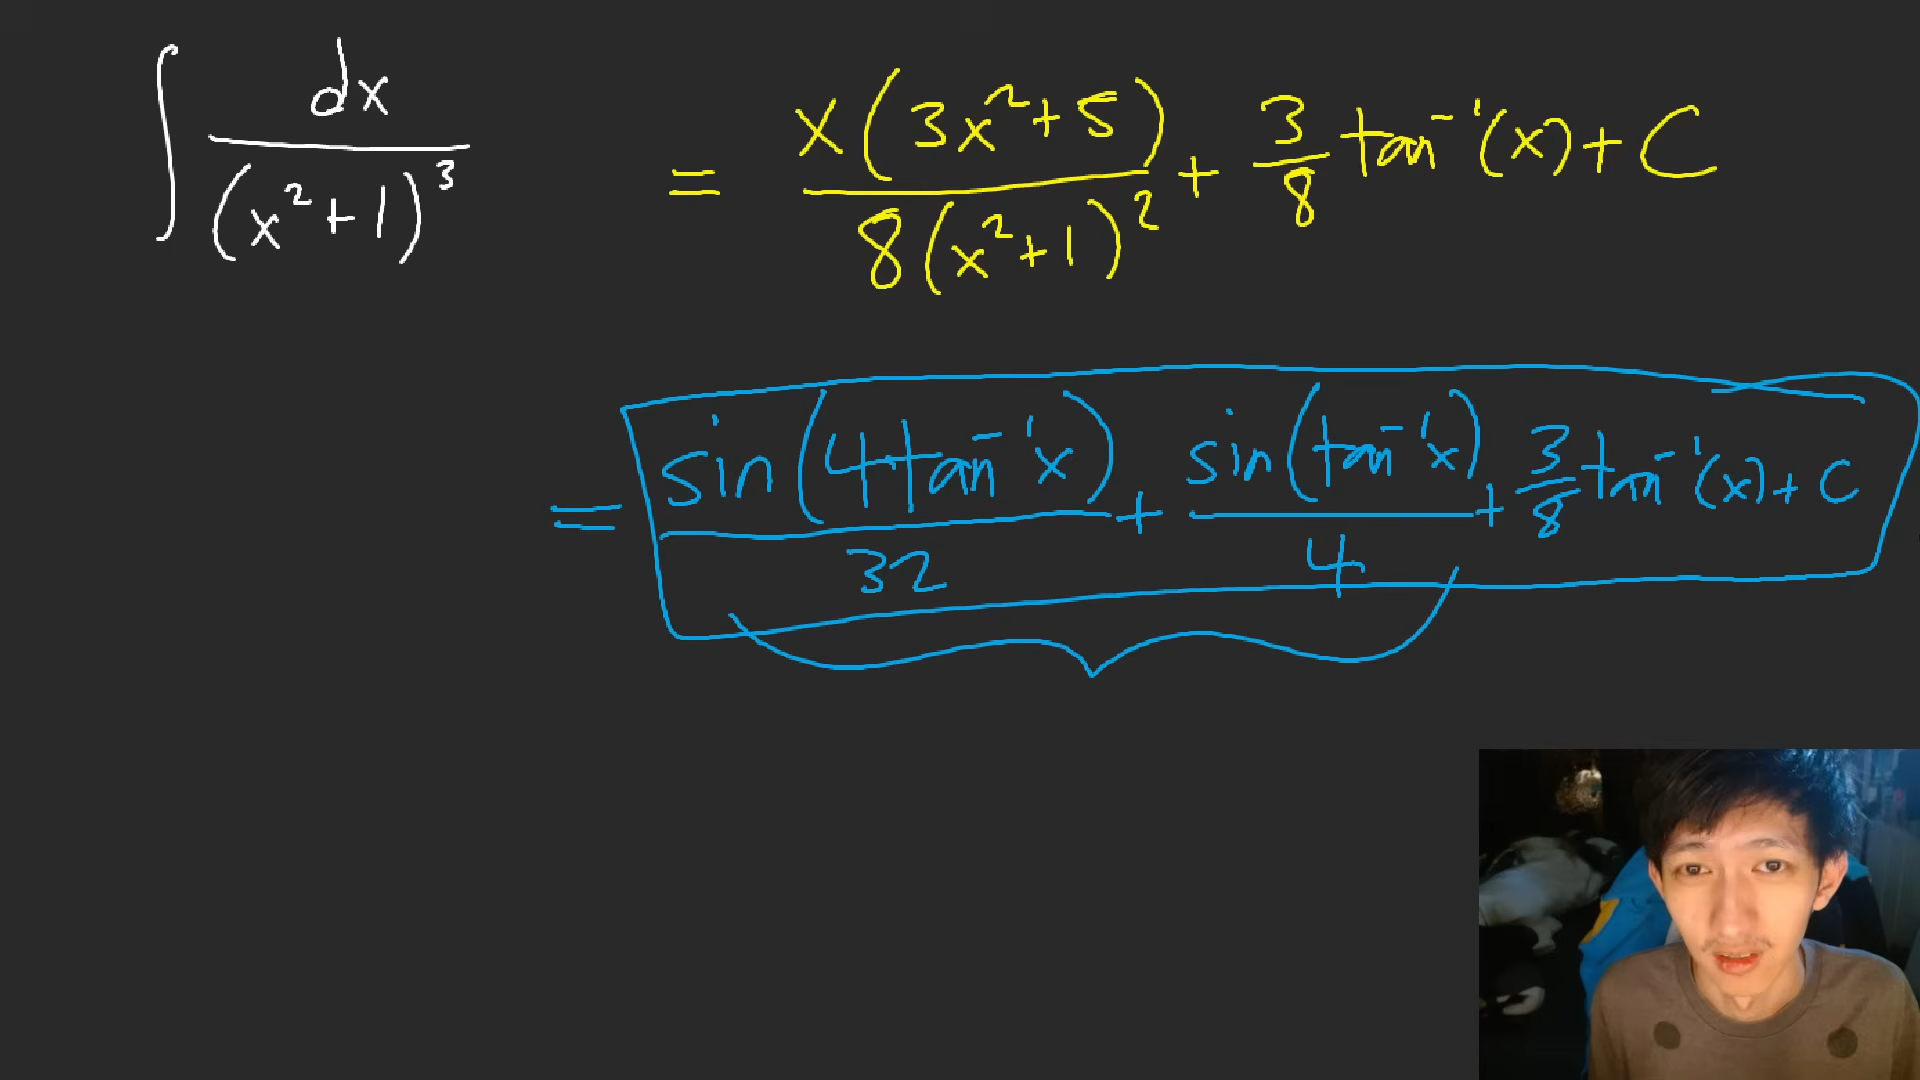 ∫ dx/(x²+1)³ = x(3x²+5)/8(x²+1)² + 3/8 tan⁻¹(x) + C
= sin(4tan⁻¹x)/32 + sin(tan⁻¹x)/4 + 3/8 tan⁻¹(x) + C